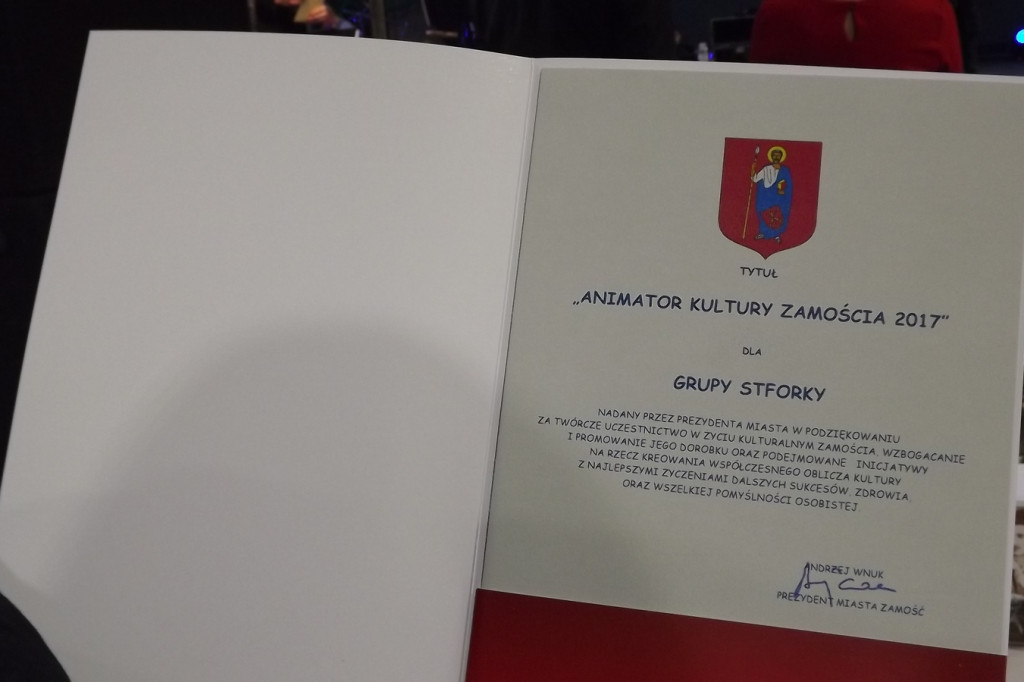 TYTUŁ
„ANIMATOR KULTURY ZAMOŚCIA 2017"
DLA
GRUPY STFORKY
NADANY PRZEZ PREZYDENTA MIASTA W PODZIĘKOWANIU
ZA TWÓRCZE UCZESTNICTWO W ŻYCIU KULTURALNYM ZAMOŚCIA, WZBOGACANIE
I PROMOWANIE JEGO DOROBKU ORAZ PODEJMOWANE INICJATYWY
NA RZECZ KREOWANIA WSPÓŁCZESNEGO OBLICZA KULTURY
Z NAJLEPSZYMI ŻYCZENIAMI DALSZYCH SUKCESÓW, ZDROWIA,
ORAZ WSZELKIEJ POMYŚLNOŚCI OSOBISTEJ.
ANDRZEJ WNUK
PREZYDENT MIASTA ZAMOŚĆ